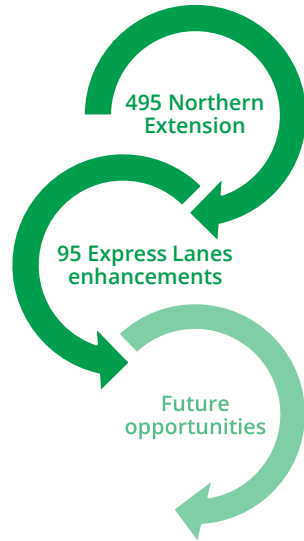 495 Northern
Extension
95 Express Lanes
enhancements
Future
opportunities